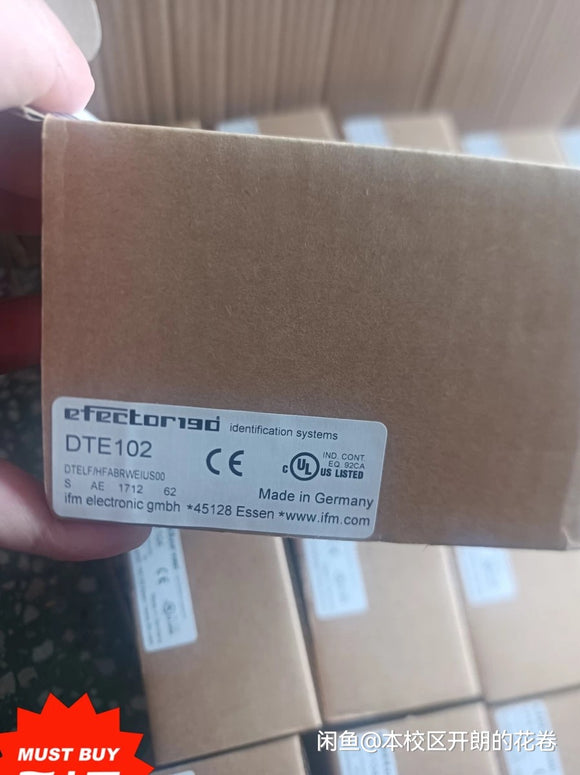 efector190 identification systems
DTE102
DTELF/HFABRWEIUS00
S AE 1712 62
CE
UL
C US LISTED
IND. CONT.
EQ. 92CA
Made in Germany
ifm electronic gmbh *45128 Essen *www.ifm.com
MUST BUY
闲鱼@本校区开朗的花卷